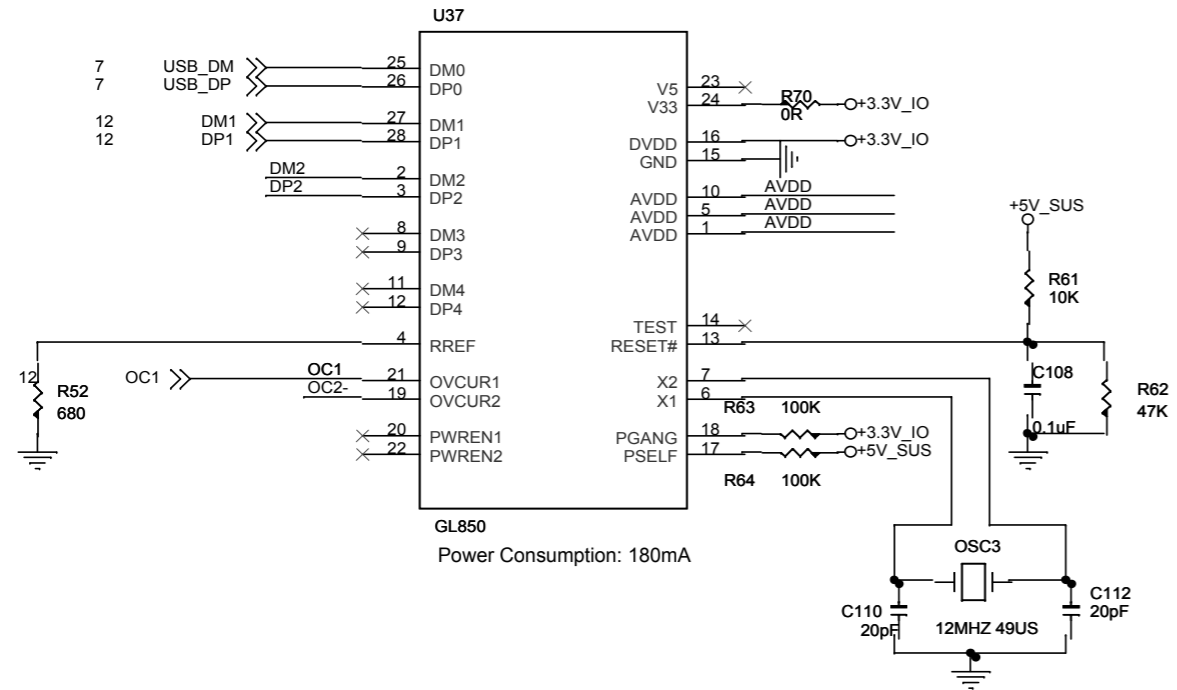 U37
7 USB_DM 25 DM0
7 USB_DP 26 DP0
12 DM1 27 DM1
12 DP1 28 DP1
DM2 2 DM2
DP2 3 DP2
8 DM3
9 DP3
11 DM4
12 DP4
4 RREF
12 R52
680
OC1 OC1 21 OVCUR1
OC2- 19 OVCUR2
20 PWREN1
22 PWREN2
V5 23
V33 24 R70 +3.3V_IO
0R
DVDD 16 +3.3V_IO
GND 15
AVDD 10 AVDD
AVDD 5 AVDD
AVDD 1 AVDD
TEST 14
RESET# 13
X2 7
X1 6
R63 100K
PGANG 18 +3.3V_IO
PSELF 17 +5V_SUS
R64 100K
+5V_SUS
R61
10K
C108
0.1uF
R62
47K
GL850
Power Consumption: 180mA
OSC3
C110
20pF
12MHZ 49US
C112
20pF